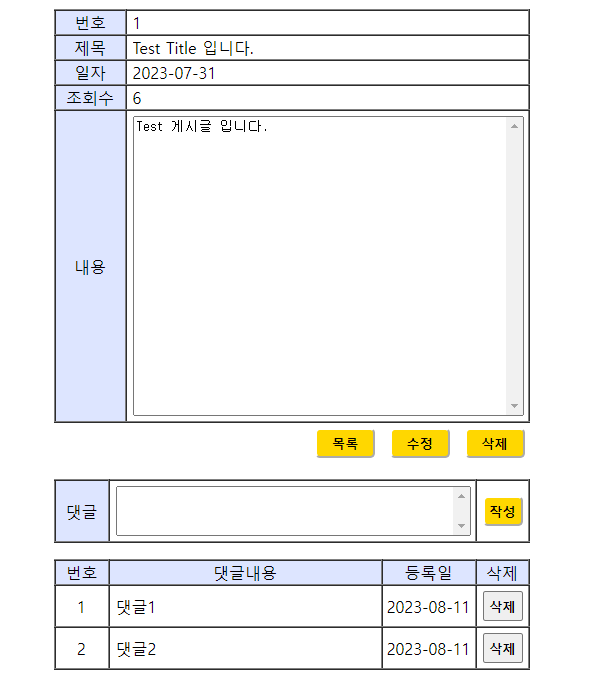 번호 1
제목 Test Title 입니다.
일자 2023-07-31
조회수 6
내용 Test 게시글 입니다.
목록 수정 삭제
댓글 작성
번호 댓글내용 등록일 삭제
1 댓글1 2023-08-11 삭제
2 댓글2 2023-08-11 삭제